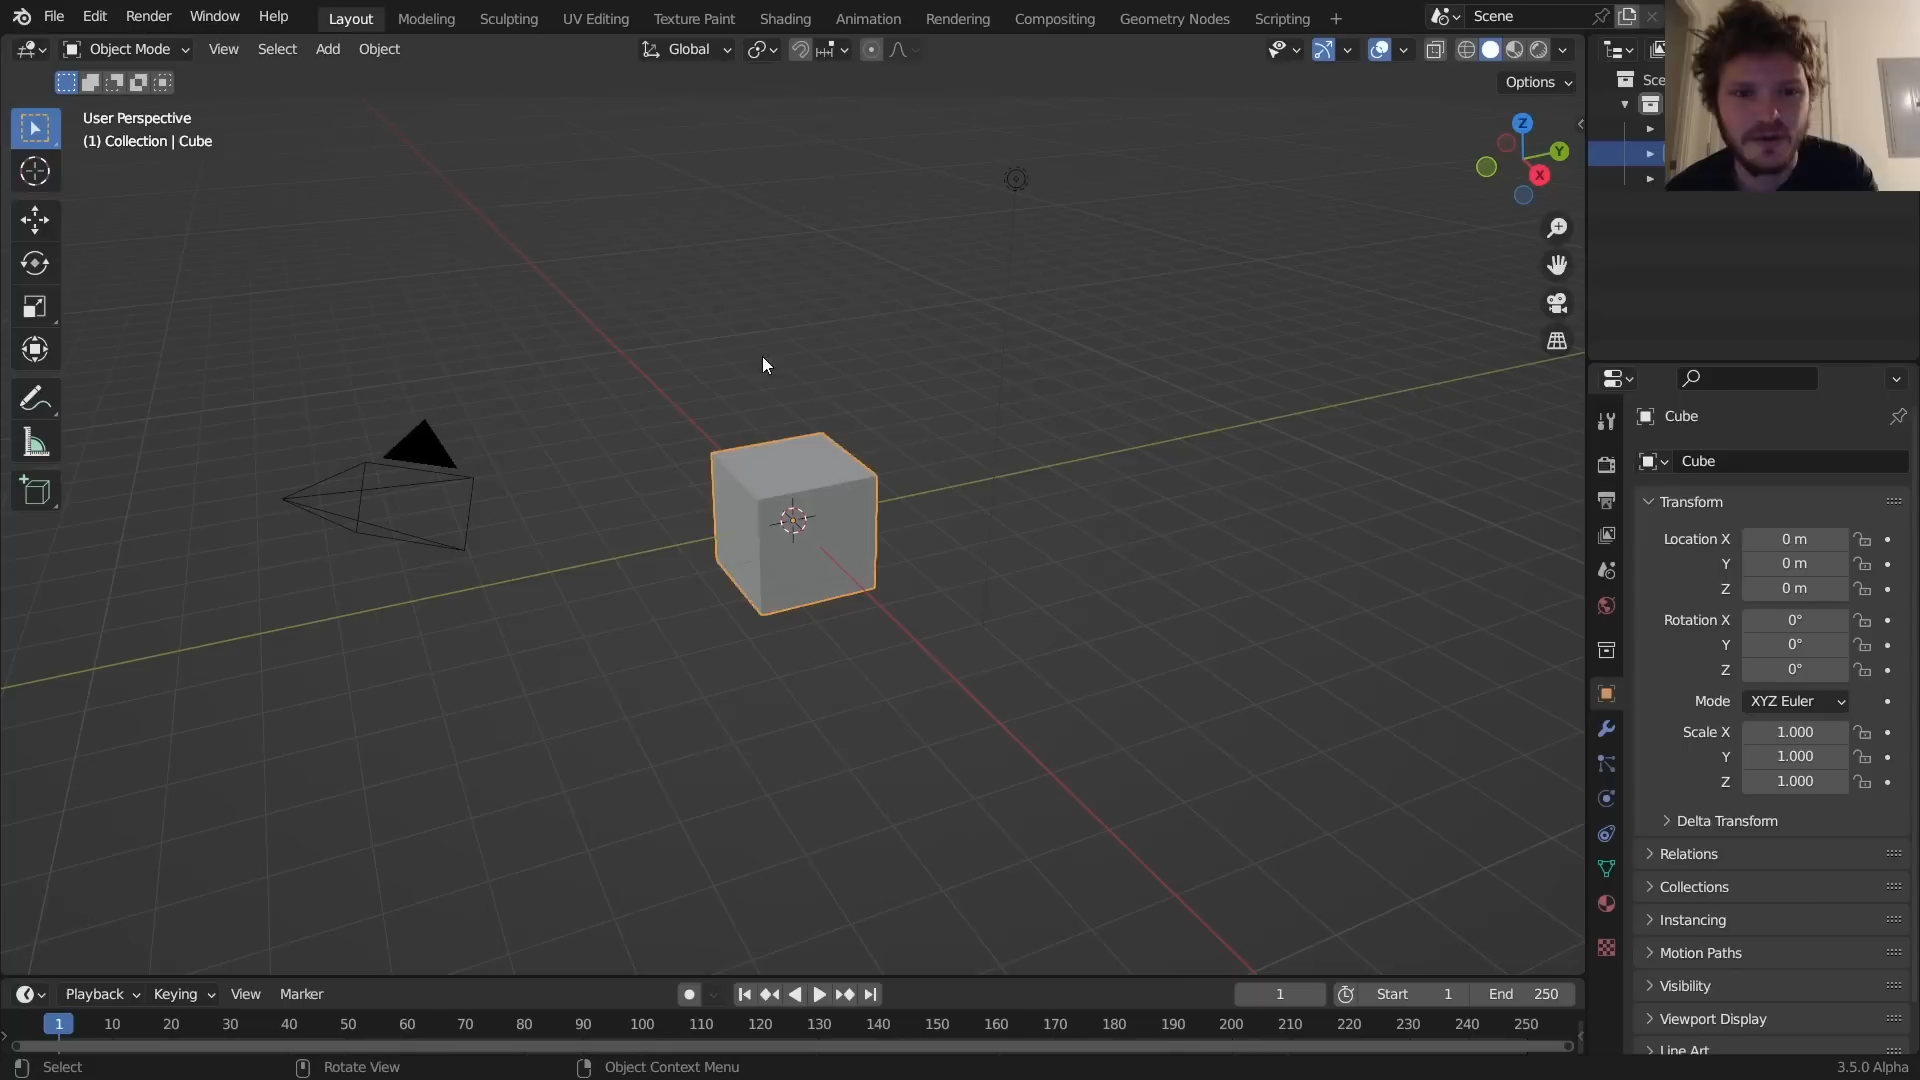 File Edit Render Window Help Layout Modeling Sculpting UV Editing Texture Paint Shading Animation Rendering Compositing Geometry Nodes Scripting + Scene
Object Mode View Select Add Object Global
Options
User Perspective
(1) Collection | Cube
Z
Y
X
Sce
Cube
Cube
Transform
Location X 0 m
Y 0 m
Z 0 m
Rotation X 0°
Y 0°
Z 0°
Mode XYZ Euler
Scale X 1.000
Y 1.000
Z 1.000
Delta Transform
Relations
Collections
Instancing
Motion Paths
Visibility
Viewport Display
Line Art
Playback Keying View Marker 1 Start 1 End 250
1 10 20 30 40 50 60 70 80 90 100 110 120 130 140 150 160 170 180 190 200 210 220 230 240 250
Select Rotate View Object Context Menu 3.5.0 Alpha